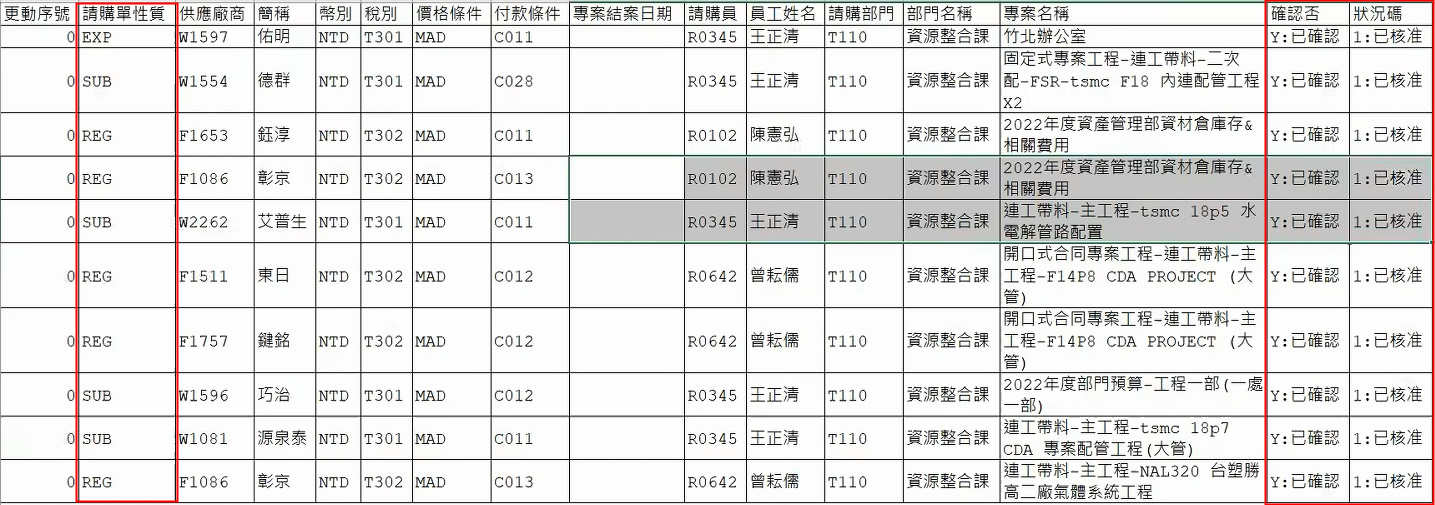 更動序號 請購單性質 供應廠商 簡稱 幣別 稅別 價格條件 付款條件 專案結案日期 請購員 員工姓名 請購部門 部門名稱 專案名稱 確認否 狀況碼
0 EXP W1597 佑明 NTD T301 MAD C011 R0345 王正清 T110 資源整合課 竹北辦公室 Y:已確認 1:已核准
0 SUB W1554 德群 NTD T301 MAD C028 R0345 王正清 T110 資源整合課 固定式專案工程-連工帶料-二次
配-FSR-tsmc F18 內連配管工程
X2 Y:已確認 1:已核准
0 REG F1653 鈺淳 NTD T302 MAD C011 R0102 陳憲弘 T110 資源整合課 2022年度資產管理部資材倉庫存&
相關費用 Y:已確認 1:已核准
0 REG F1086 彰京 NTD T302 MAD C013 R0102 陳憲弘 T110 資源整合課 2022年度資產管理部資材倉庫存&
相關費用 Y:已確認 1:已核准
0 SUB W2262 艾普生 NTD T301 MAD C011 R0345 王正清 T110 資源整合課 連工帶料-主工程-tsmc 18p5 水
電解管路配置 Y:已確認 1:已核准
0 REG F1511 東日 NTD T302 MAD C012 R0642 曾耘儒 T110 資源整合課 開口式合同專案工程-連工帶料-主
工程-F14P8 CDA PROJECT (大
管) Y:已確認 1:已核准
0 REG F1757 鍵銘 NTD T302 MAD C012 R0642 曾耘儒 T110 資源整合課 開口式合同專案工程-連工帶料-主
工程-F14P8 CDA PROJECT (大
管) Y:已確認 1:已核准
0 SUB W1596 巧治 NTD T301 MAD C012 R0345 王正清 T110 資源整合課 2022年度部門預算-工程一部(一處
一部) Y:已確認 1:已核准
0 SUB W1081 源泉泰 NTD T301 MAD C011 R0345 王正清 T110 資源整合課 連工帶料-主工程-tsmc 18p7
CDA 專案配管工程(大管) Y:已確認 1:已核准
0 REG F1086 彰京 NTD T302 MAD C013 R0642 曾耘儒 T110 資源整合課 連工帶料-主工程-NAL320 台塑勝
高二廠氣體系統工程 Y:已確認 1:已核准